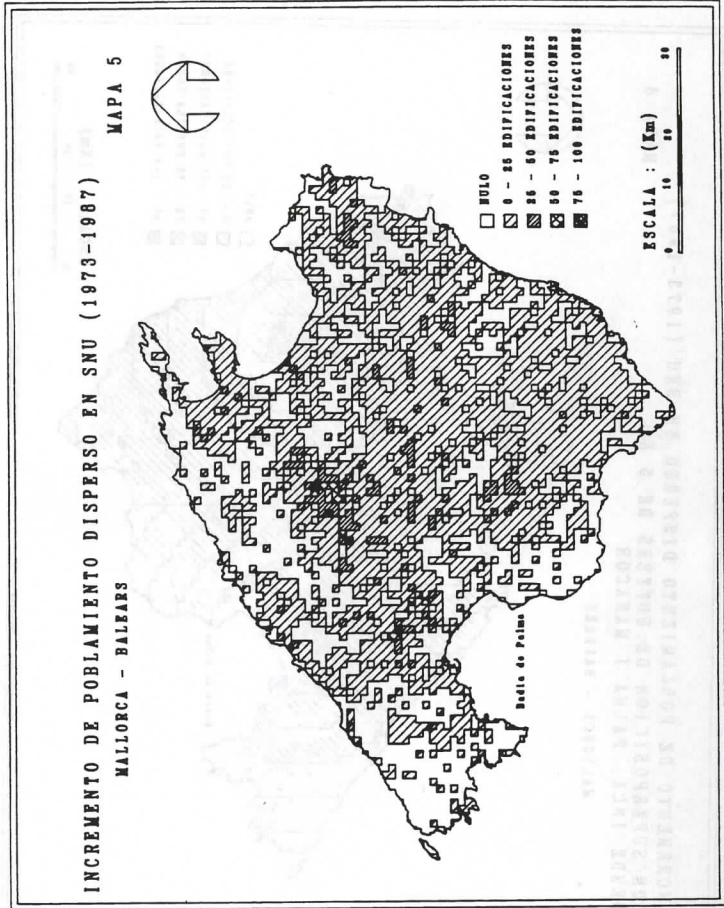 INCREMENTO DE POBLAMIENTO DISPERSO EN SNU (1973-1987)
MALLORCA - BALEARS
MAPA 5
Badia de Palma
NULO
0 - 25 EDIFICACIONES
25 - 50 EDIFICACIONES
50 - 75 EDIFICACIONES
75 - 100 EDIFICACIONES
ESCALA : (Km)
0 10 20 30